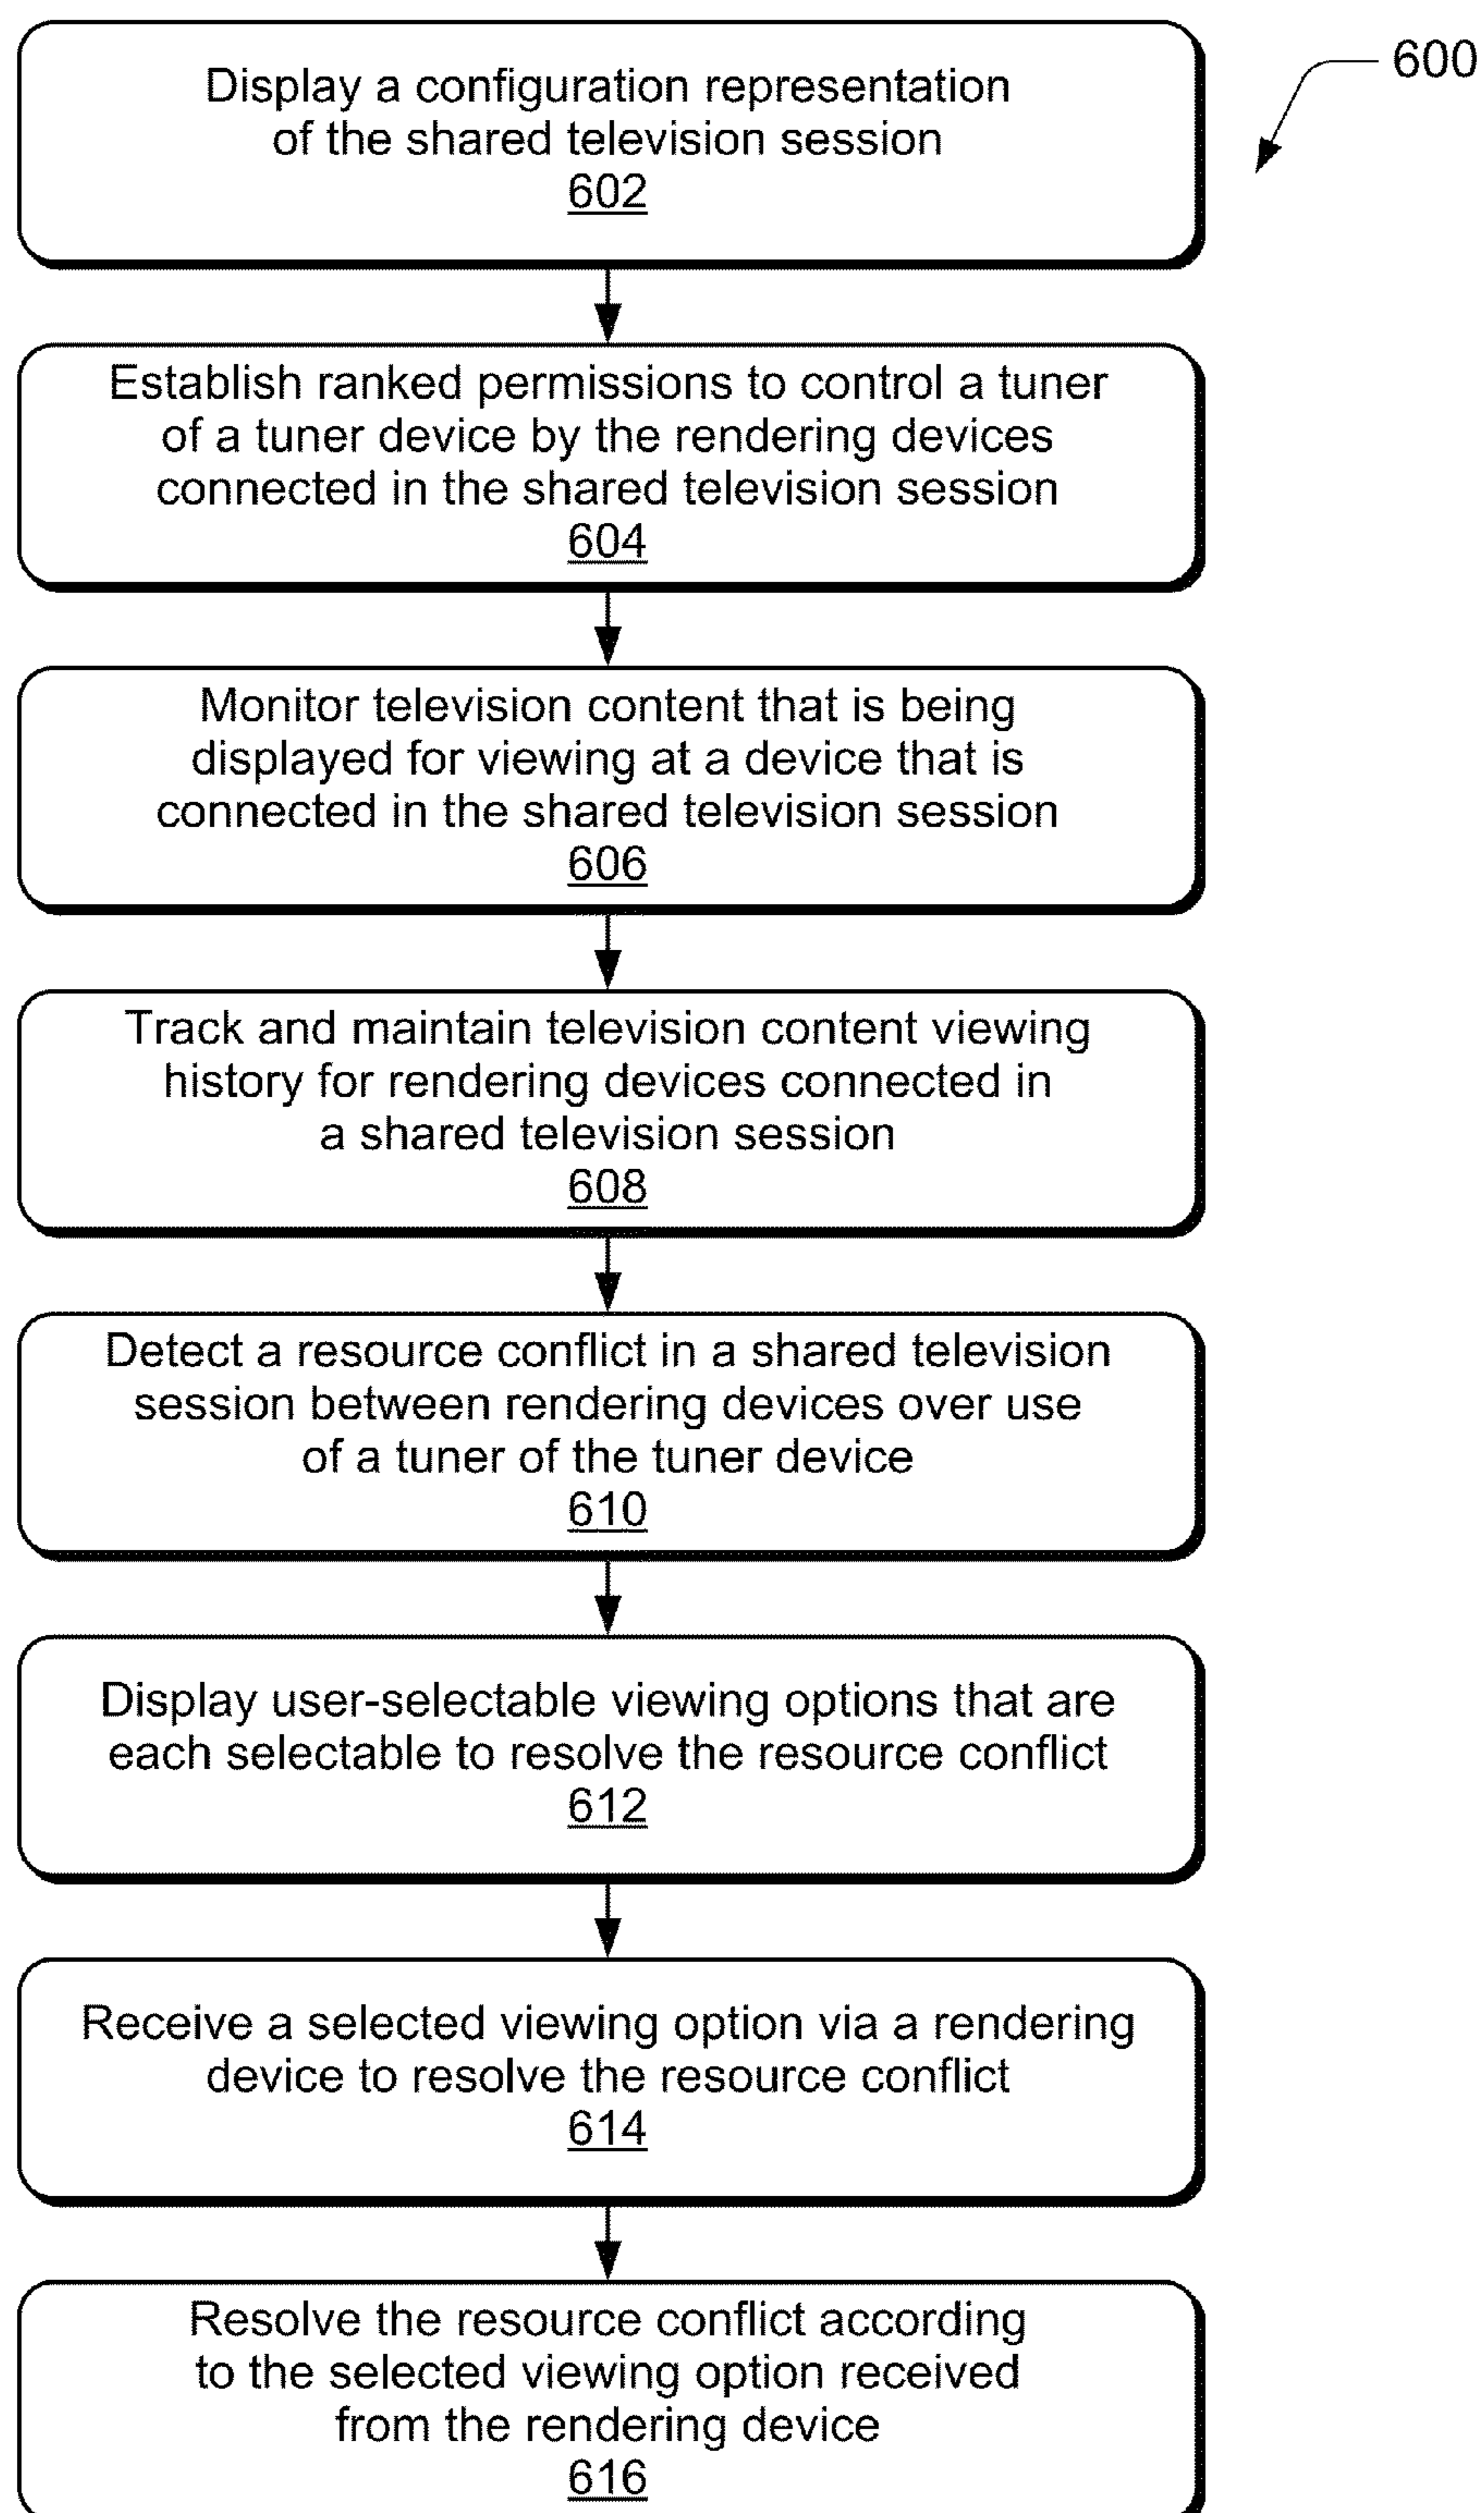 600
Display a configuration representation
of the shared television session
602
Establish ranked permissions to control a tuner
of a tuner device by the rendering devices
connected in the shared television session
604
Monitor television content that is being
displayed for viewing at a device that is
connected in the shared television session
606
Track and maintain television content viewing
history for rendering devices connected in
a shared television session
608
Detect a resource conflict in a shared television
session between rendering devices over use
of a tuner of the tuner device
610
Display user-selectable viewing options that are
each selectable to resolve the resource conflict
612
Receive a selected viewing option via a rendering
device to resolve the resource conflict
614
Resolve the resource conflict according
to the selected viewing option received
from the rendering device
616